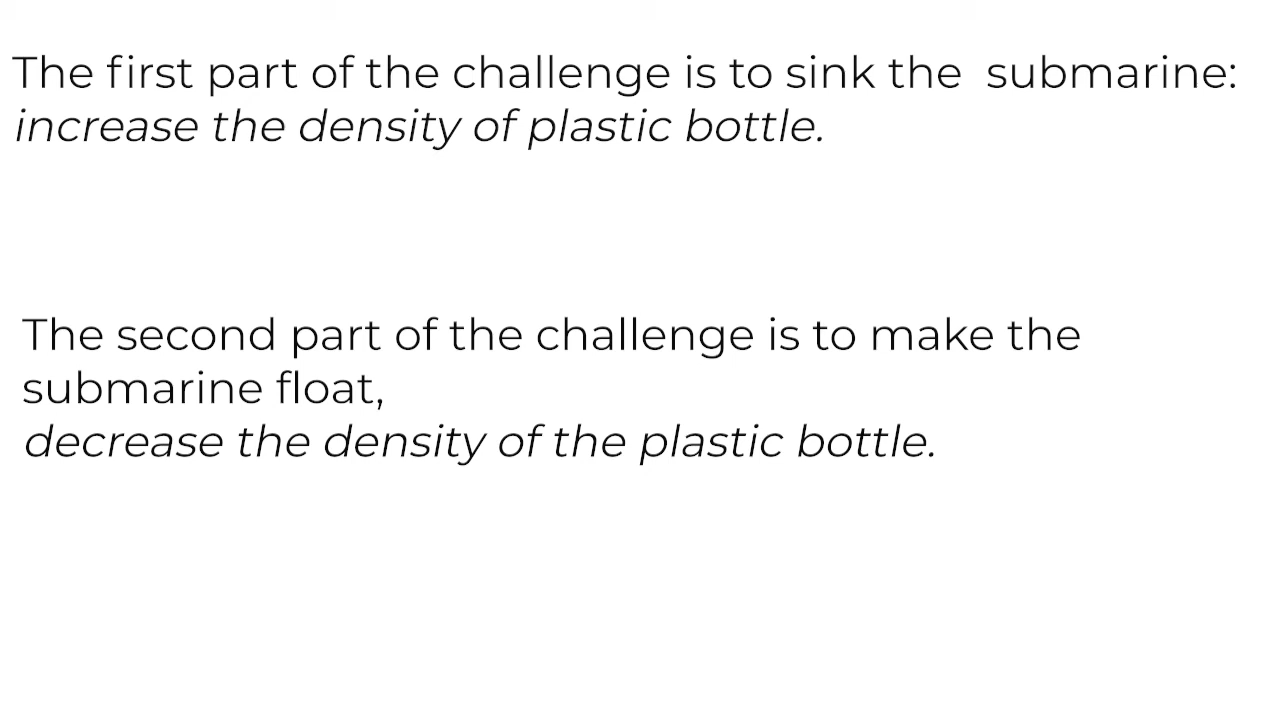 The first part of the challenge is to sink the  submarine:
increase the density of plastic bottle.
The second part of the challenge is to make the
submarine float,
decrease the density of the plastic bottle.